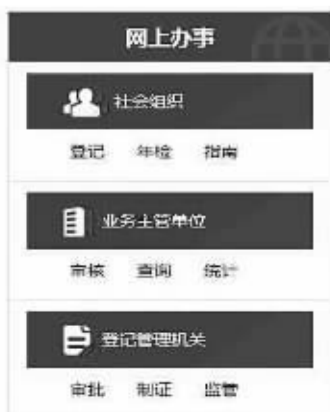 网上办事
社会组织
登记 年检 指南
业务主管单位
审核 查询 统计
登记管理机关
审批 制证 监管